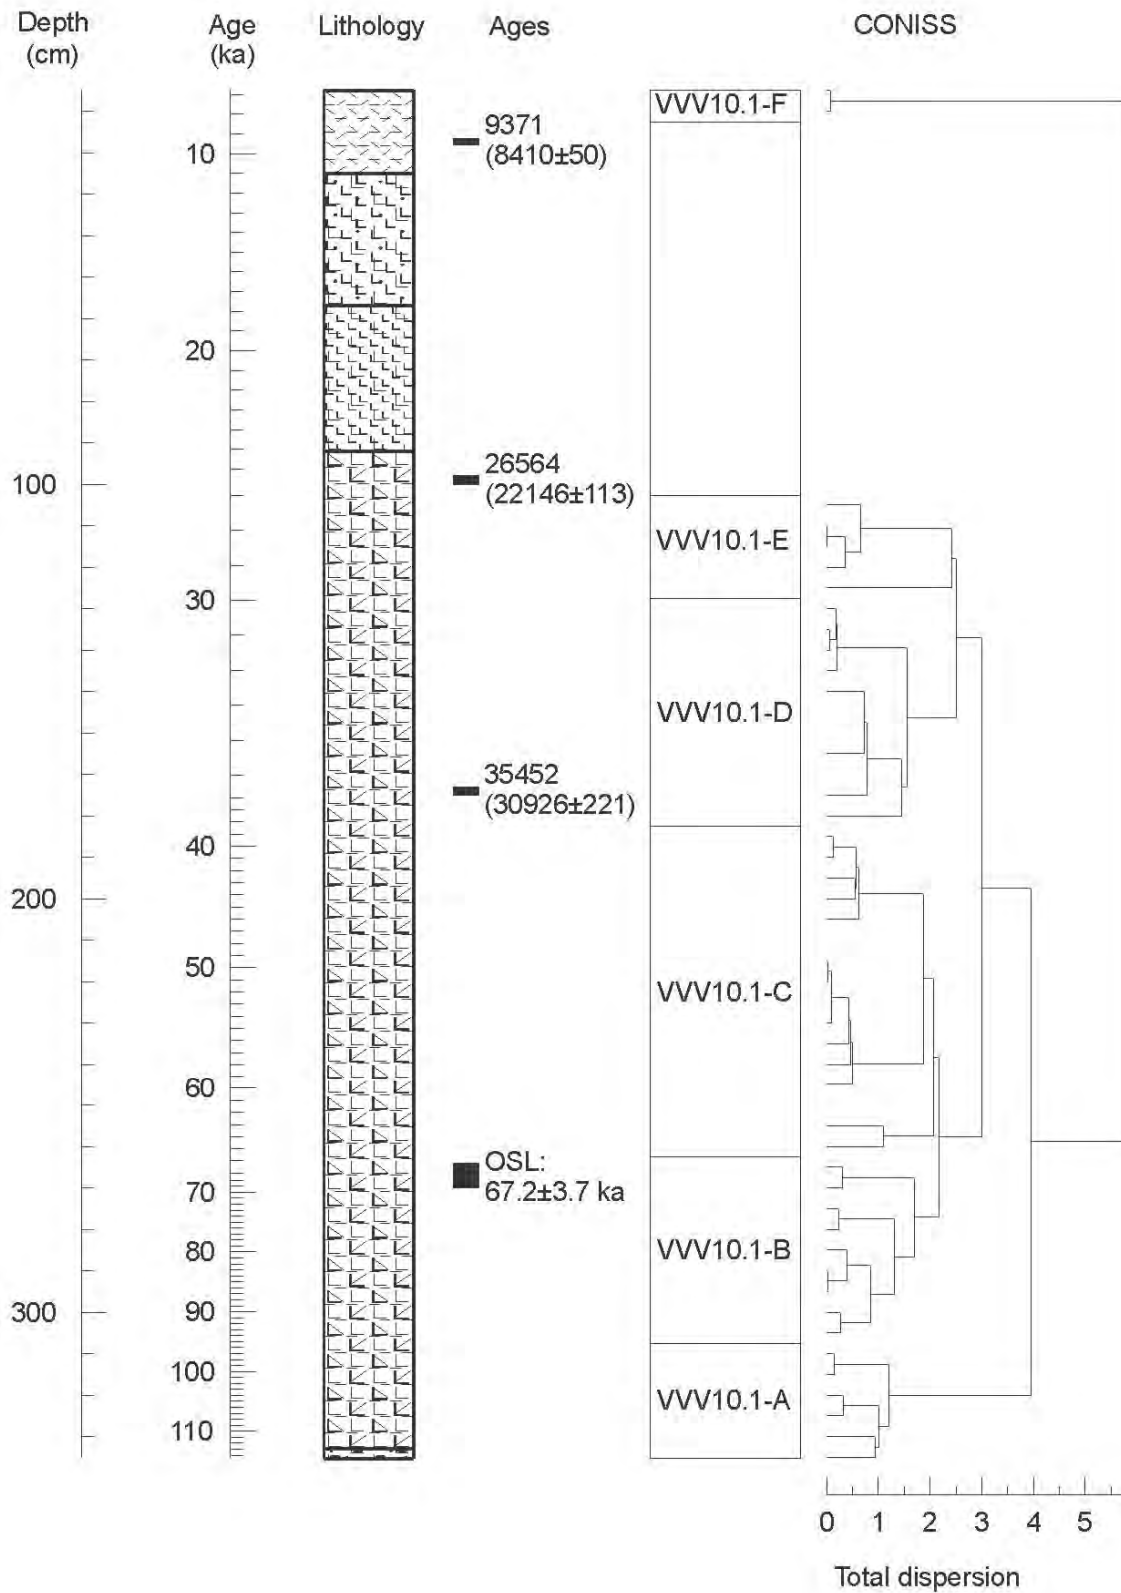 Depth
(cm)
Age
(ka)
Lithology
Ages
CONISS
VVV10.1-F
9371
(8410±50)
10
20
26564
(22146±113)
100
VVV10.1-E
30
VVV10.1-D
35452
(30926±221)
40
200
50
VVV10.1-C
60
OSL:
67.2±3.7 ka
70
80
VVV10.1-B
300
90
100
VVV10.1-A
110
0 1 2 3 4 5
Total dispersion